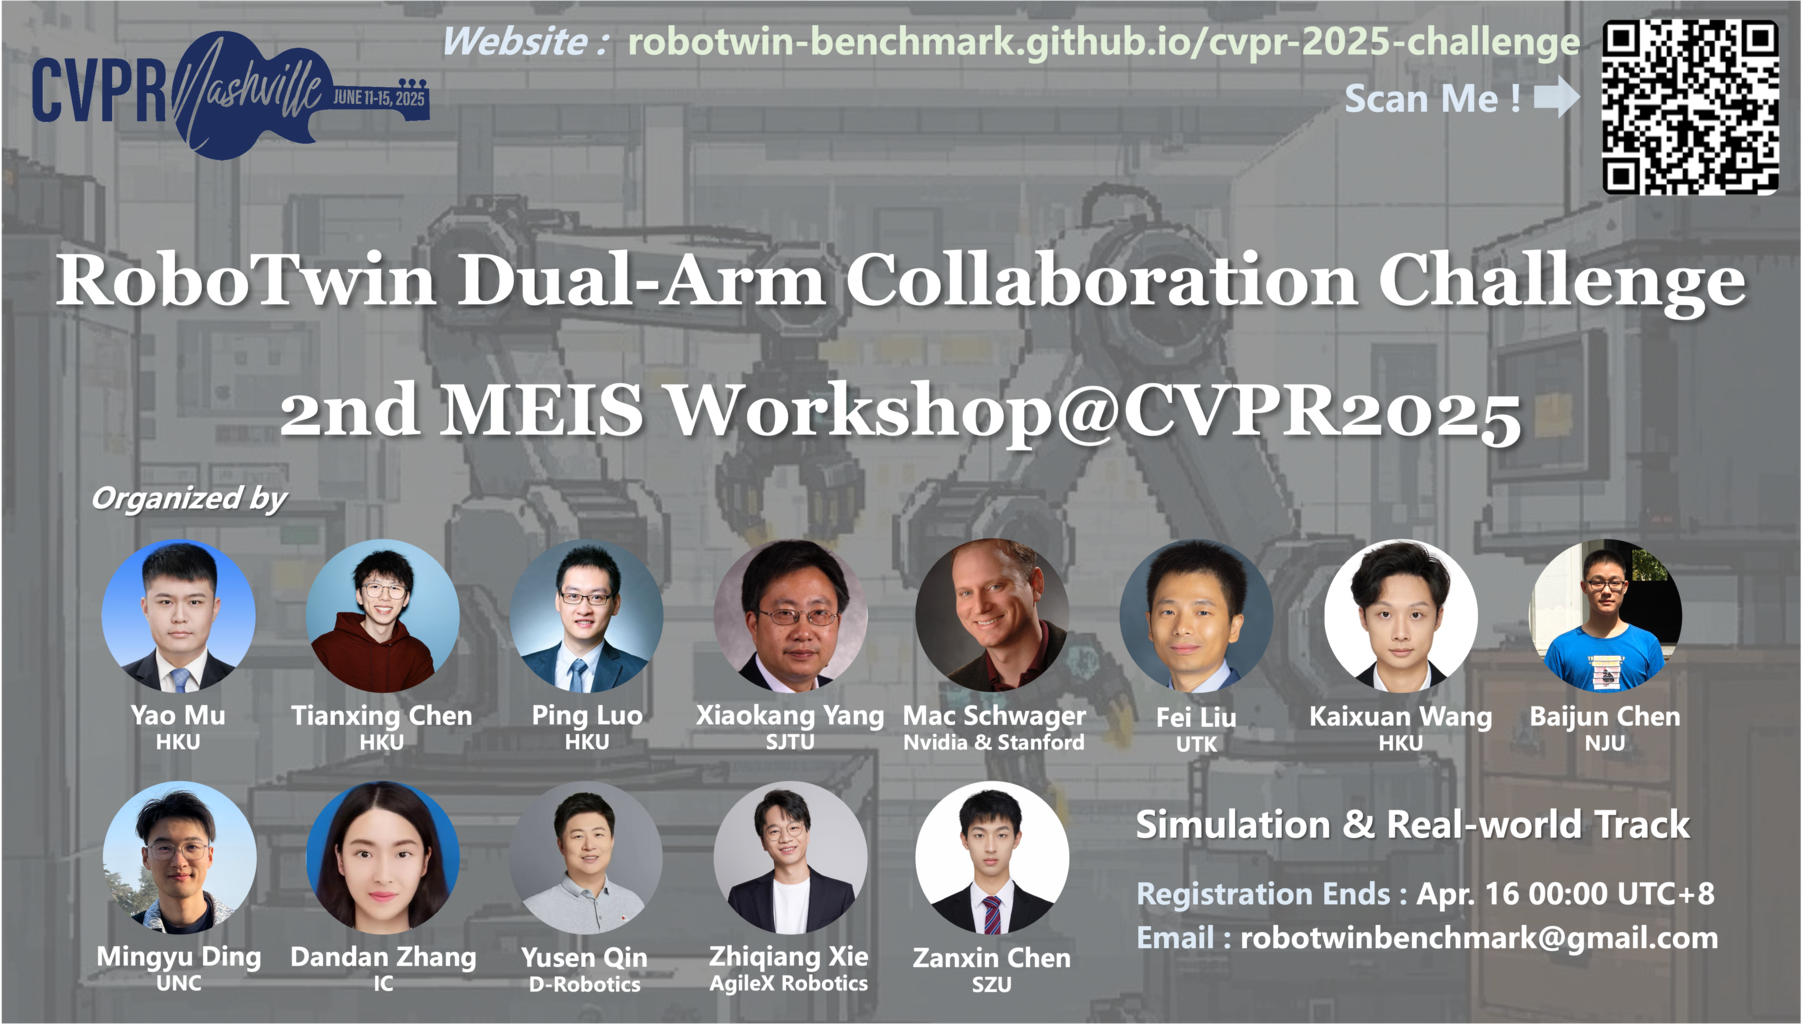 CVPR Nashville JUNE 11-15, 2025
Website : robotwin-benchmark.github.io/cvpr-2025-challenge
Scan Me !
RoboTwin Dual-Arm Collaboration Challenge
2nd MEIS Workshop@CVPR2025
Organized by
Yao Mu
HKU
Tianxing Chen
HKU
Ping Luo
HKU
Xiaokang Yang
SJTU
Mac Schwager
Nvidia & Stanford
Fei Liu
UTK
Kaixuan Wang
HKU
Baijun Chen
NJU
Mingyu Ding
UNC
Dandan Zhang
IC
Yusen Qin
D-Robotics
Zhiqiang Xie
AgileX Robotics
Zanxin Chen
SZU
Simulation & Real-world Track
Registration Ends : Apr. 16 00:00 UTC+8
Email : robotwinbenchmark@gmail.com